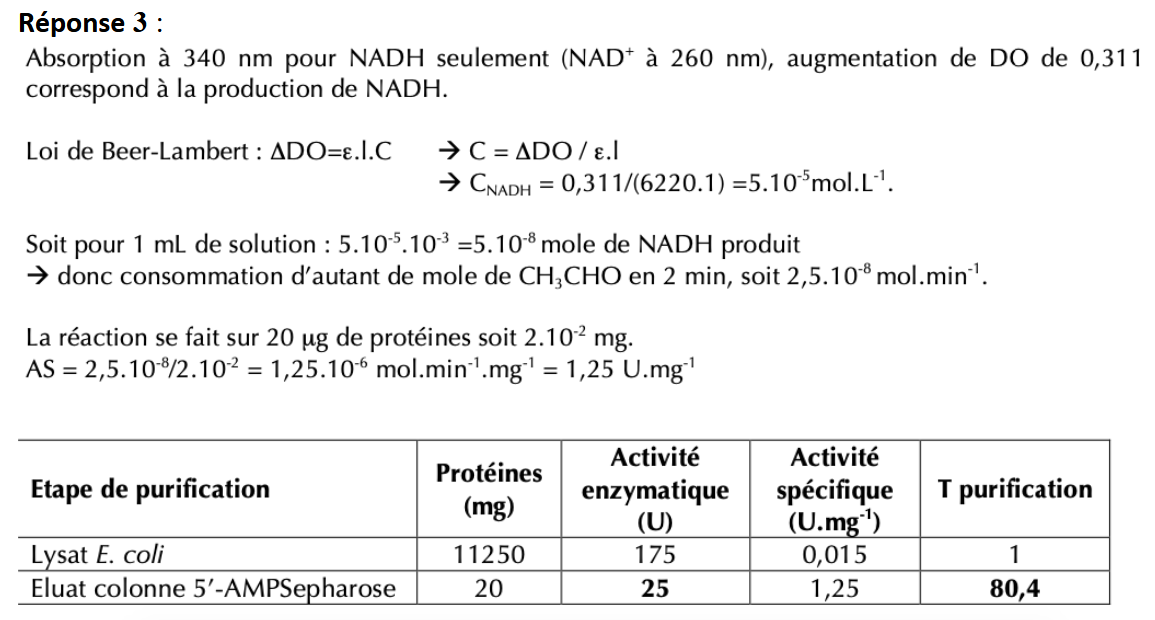 Réponse 3 :
Absorption à 340 nm pour NADH seulement (NAD⁺ à 260 nm), augmentation de DO de 0,311
correspond à la production de NADH.
Loi de Beer-Lambert : ΔDO=ε.l.C → C = ΔDO / ε.l
→ C_NADH = 0,311/(6220.1) =5.10⁻⁵mol.L⁻¹.
Soit pour 1 mL de solution : 5.10⁻⁵.10⁻³ =5.10⁻⁸ mole de NADH produit
→ donc consommation d'autant de mole de CH₃CHO en 2 min, soit 2,5.10⁻⁸ mol.min⁻¹.
La réaction se fait sur 20 µg de protéines soit 2.10⁻² mg.
AS = 2,5.10⁻⁸/2.10⁻² = 1,25.10⁻⁶ mol.min⁻¹.mg⁻¹ = 1,25 U.mg⁻¹
Etape de purification | Protéines (mg) | Activité enzymatique (U) | Activité spécifique (U.mg⁻¹) | T purification
Lysat E. coli | 11250 | 175 | 0,015 | 1
Eluat colonne 5'-AMPSepharose | 20 | 25 | 1,25 | 80,4